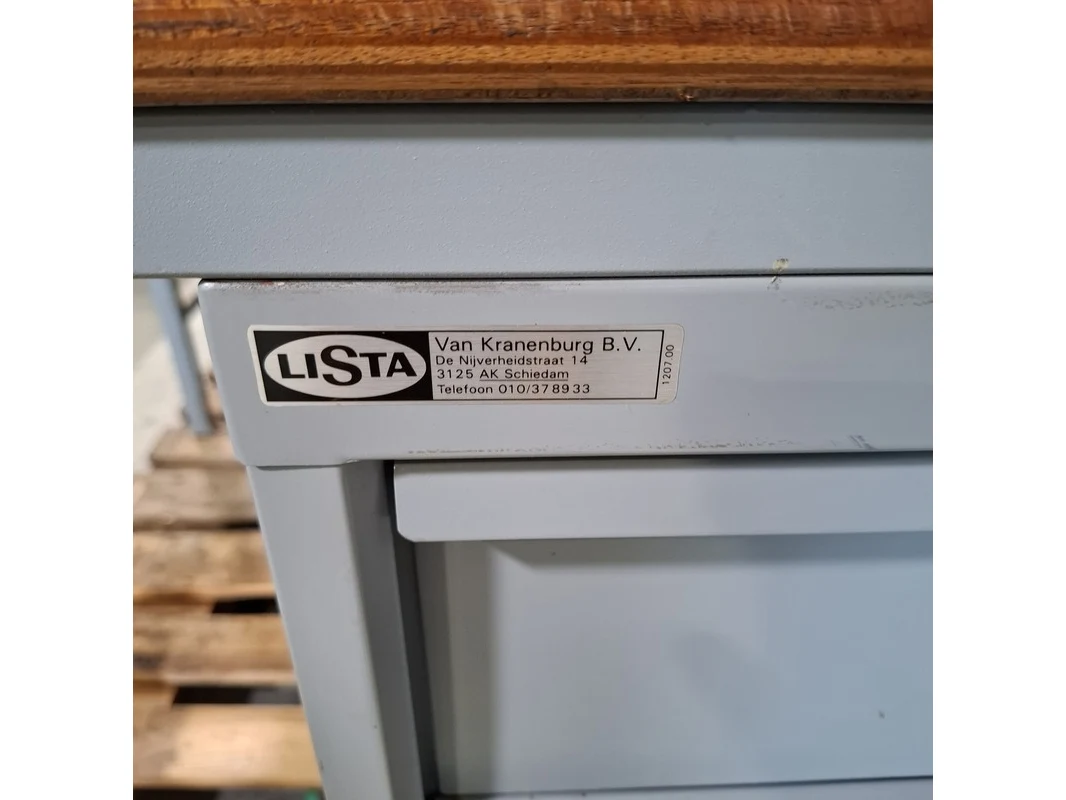 LISTA
Van Kranenburg B.V.
De Nijverheidstraat 14
3125 AK Schiedam
Telefoon 010/378933
1207.00